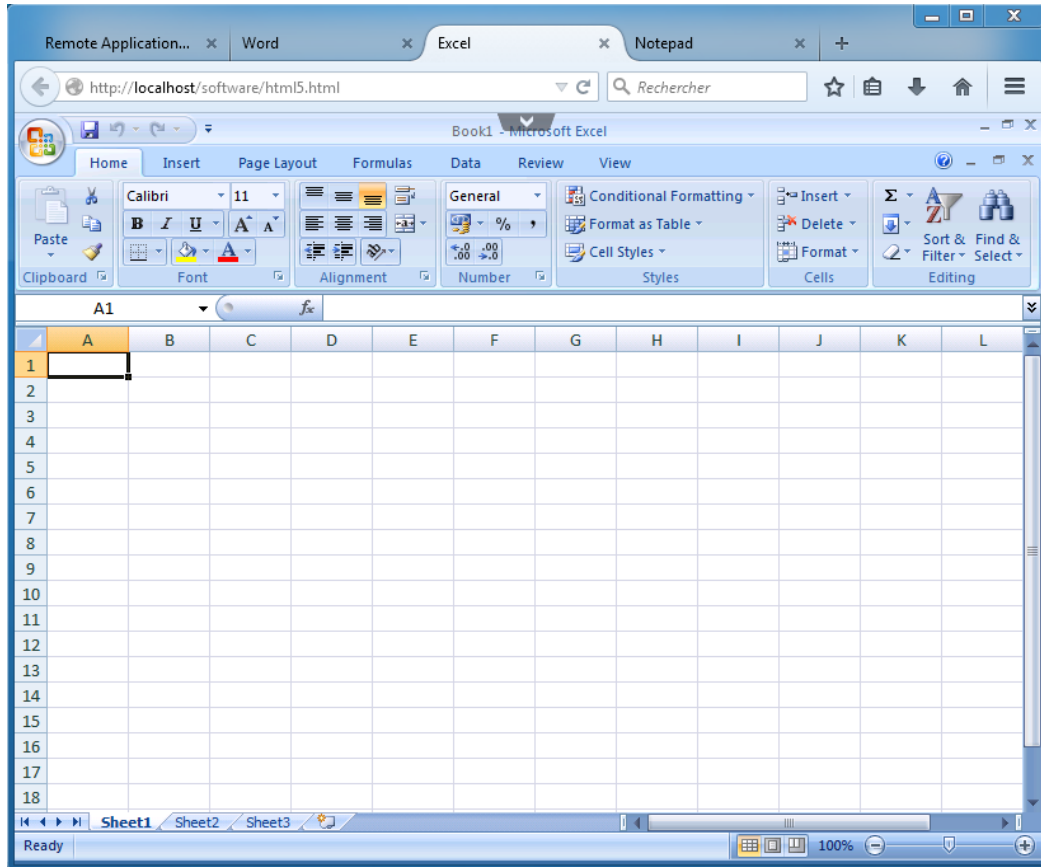 Remote Application... Word Excel Notepad
http://localhost/software/html5.html Rechercher
Book1 - Microsoft Excel
Home Insert Page Layout Formulas Data Review View
Calibri 11 General Conditional Formatting Insert Σ
B I U A A % , Format as Table Delete
Paste A .00 .0 Cell Styles Format Sort & Filter Find & Select
Clipboard Font Alignment Number Styles Cells Editing
A1 fx
A B C D E F G H I J K L
1
2
3
4
5
6
7
8
9
10
11
12
13
14
15
16
17
18
Sheet1 Sheet2 Sheet3
Ready 100%